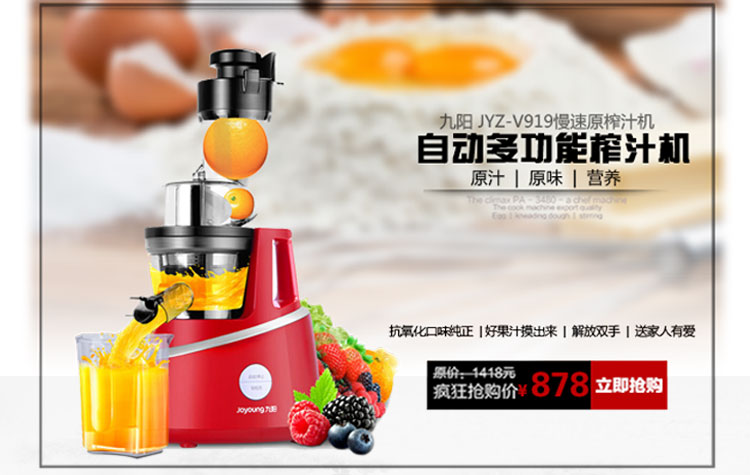 九阳 JYZ-V919慢速原榨汁机
自动多功能榨汁机
原汁 | 原味 | 营养
The climax PA - 3480 - a chef machine
The cook machine export quality
Egg | kneading dough | stirring
抗氧化口味纯正 | 好果汁摸出来 | 解放双手 | 送家人有爱
原价：1418元
疯狂抢购价¥878 立即抢购
Joyoung九阳